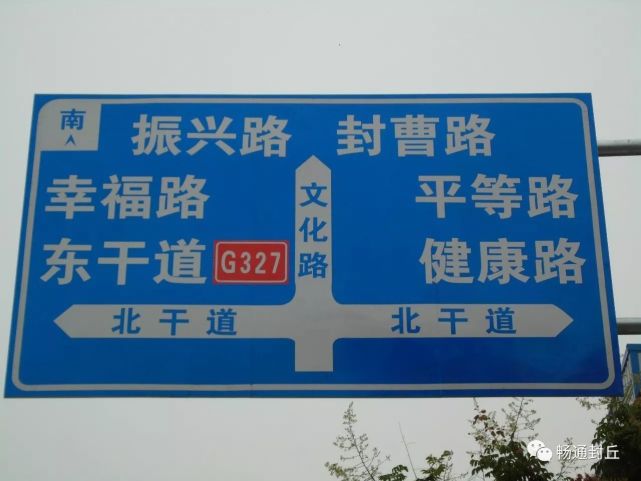 南
振兴路 封曹路
幸福路 文化路 平等路
东干道 G327 健康路
北干道 北干道
畅通封丘